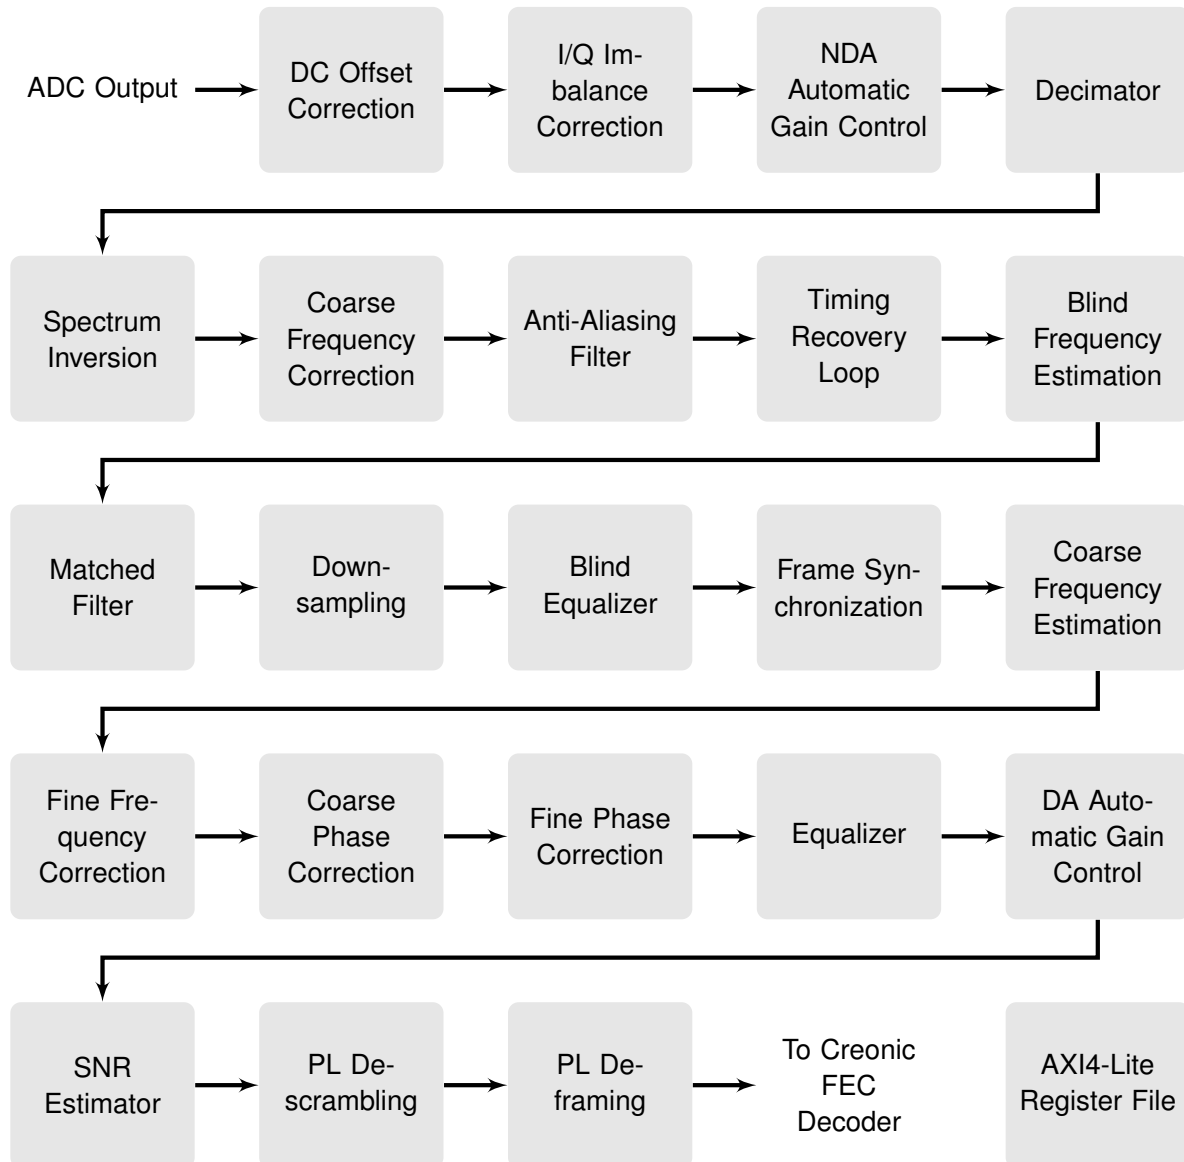 ADC Output
DC Offset
Correction
I/Q Im-
balance
Correction
NDA
Automatic
Gain Control
Decimator
Spectrum
Inversion
Coarse
Frequency
Correction
Anti-Aliasing
Filter
Timing
Recovery
Loop
Blind
Frequency
Estimation
Matched
Filter
Down-
sampling
Blind
Equalizer
Frame Syn-
chronization
Coarse
Frequency
Estimation
Fine Fre-
quency
Correction
Coarse
Phase
Correction
Fine Phase
Correction
Equalizer
DA Auto-
matic Gain
Control
SNR
Estimator
PL De-
scrambling
PL De-
framing
To Creonic
FEC
Decoder
AXI4-Lite
Register File